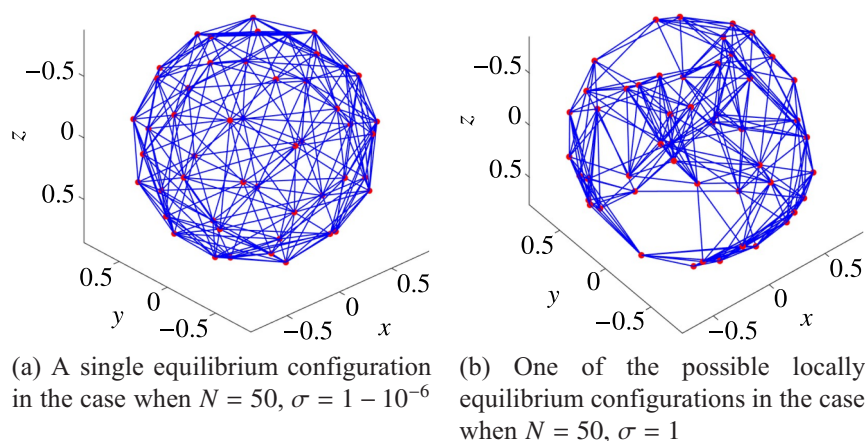 −0.5
0
0.5
z
0.5
0
−0.5
y
−0.5
0
0.5
x
(a) A single equilibrium configuration
in the case when N = 50, σ = 1 − 10⁻⁶
−0.5
0
0.5
z
0.5
0
−0.5
y
−0.5
0
0.5
x
(b) One of the possible locally
equilibrium configurations in the case
when N = 50, σ = 1